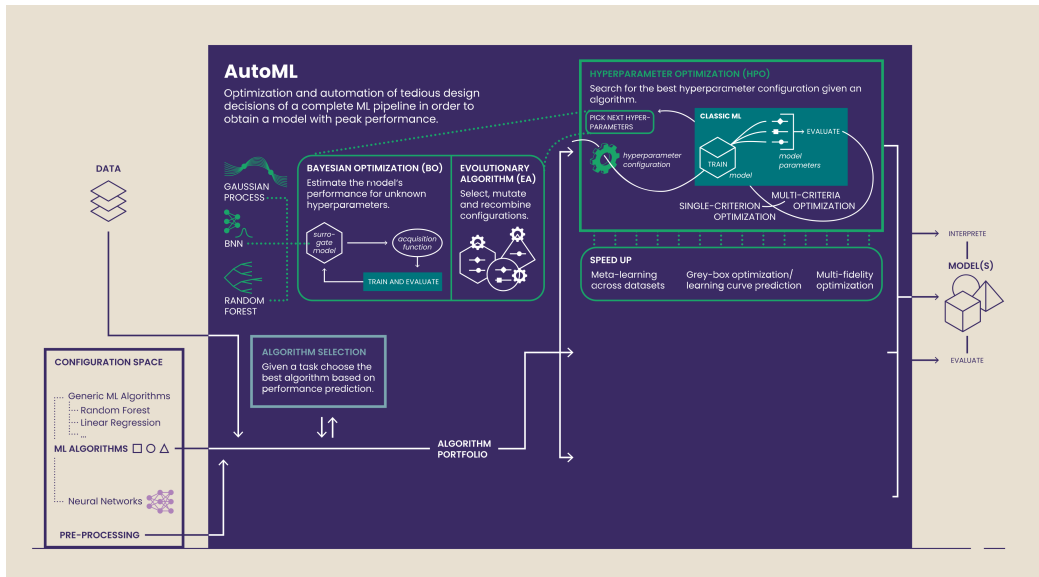 AutoML
Optimization and automation of tedious design
decisions of a complete ML pipeline in order to
obtain a model with peak performance.
HYPERPARAMETER OPTIMIZATION (HPO)
Search for the best hyperparameter configuration given an
algorithm.
PICK NEXT HYPER-
PARAMETERS
CLASSIC ML
EVALUATE
TRAIN
model
model
parameters
hyperparameter
configuration
MULTI-CRITERIA
OPTIMIZATION
SINGLE-CRITERION
OPTIMIZATION
DATA
GAUSSIAN
PROCESS
BNN
RANDOM
FOREST
BAYESIAN OPTIMIZATION (BO)
Estimate the model's
performance for unknown
hyperparameters.
surro-
gate
model
acquisition
function
TRAIN AND EVALUATE
EVOLUTIONARY
ALGORITHM (EA)
Select, mutate
and recombine
configurations.
SPEED UP
Meta-learning
across datasets
Grey-box optimization/
learning curve prediction
Multi-fidelity
optimization
INTERPRETE
MODEL(S)
EVALUATE
ALGORITHM SELECTION
Given a task choose the
best algorithm based on
performance prediction.
CONFIGURATION SPACE
Generic ML Algorithms
Random Forest
Linear Regression
...
ML ALGORITHMS
Neural Networks
PRE-PROCESSING
ALGORITHM
PORTFOLIO